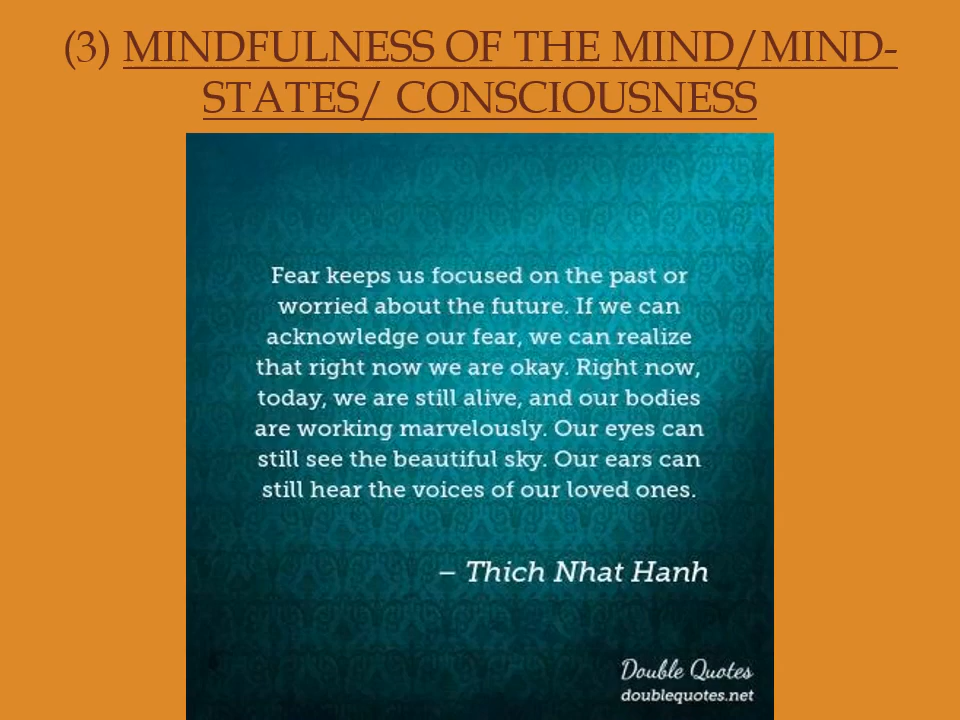 (3) MINDFULNESS OF THE MIND/MIND-
STATES/ CONSCIOUSNESS
Fear keeps us focused on the past or
worried about the future. If we can
acknowledge our fear, we can realize
that right now we are okay. Right now,
today, we are still alive, and our bodies
are working marvelously. Our eyes can
still see the beautiful sky. Our ears can
still hear the voices of our loved ones.
– Thich Nhat Hanh
Double Quotes
doublequotes.net